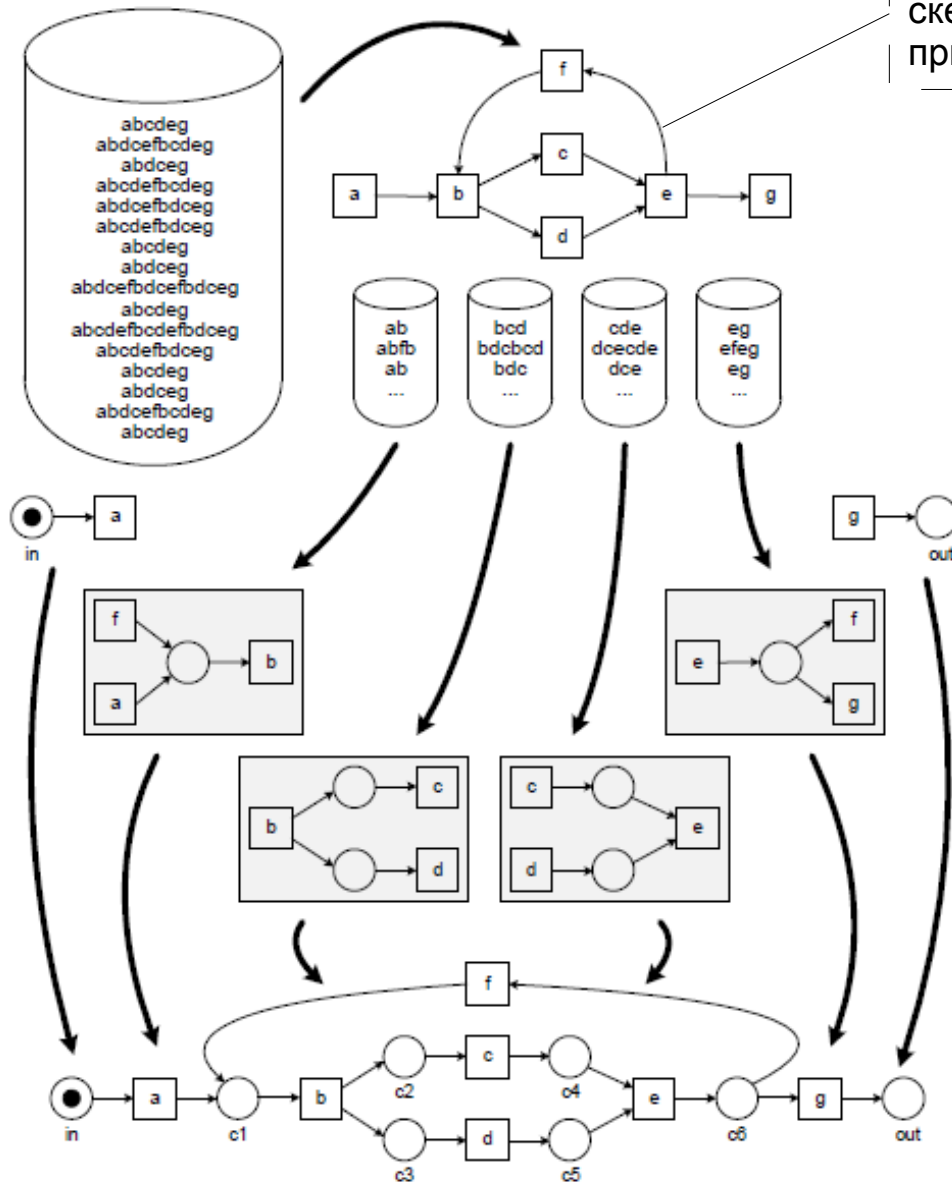 abcdeg
abdcefbcdeg
abdceg
abcdefbcdeg
abdcefbdceg
abcdefbdceg
abcdeg
abdceg
abdcefbdcefbdceg
abcdeg
abcdefbcdefbdceg
abcdefbdceg
abcdeg
abdceg
abdcefbcdeg
abcdeg
f
c
a
b
e
g
d
ab
abfb
ab
...
bcd
bdcbcd
bdc
...
cde
dcecde
dce
...
eg
efeg
eg
...
a
in
g
out
f
b
a
f
e
g
c
b
d
c
e
d
f
a
b
c
e
g
d
in
c1
c2
c3
c4
c5
c6
out